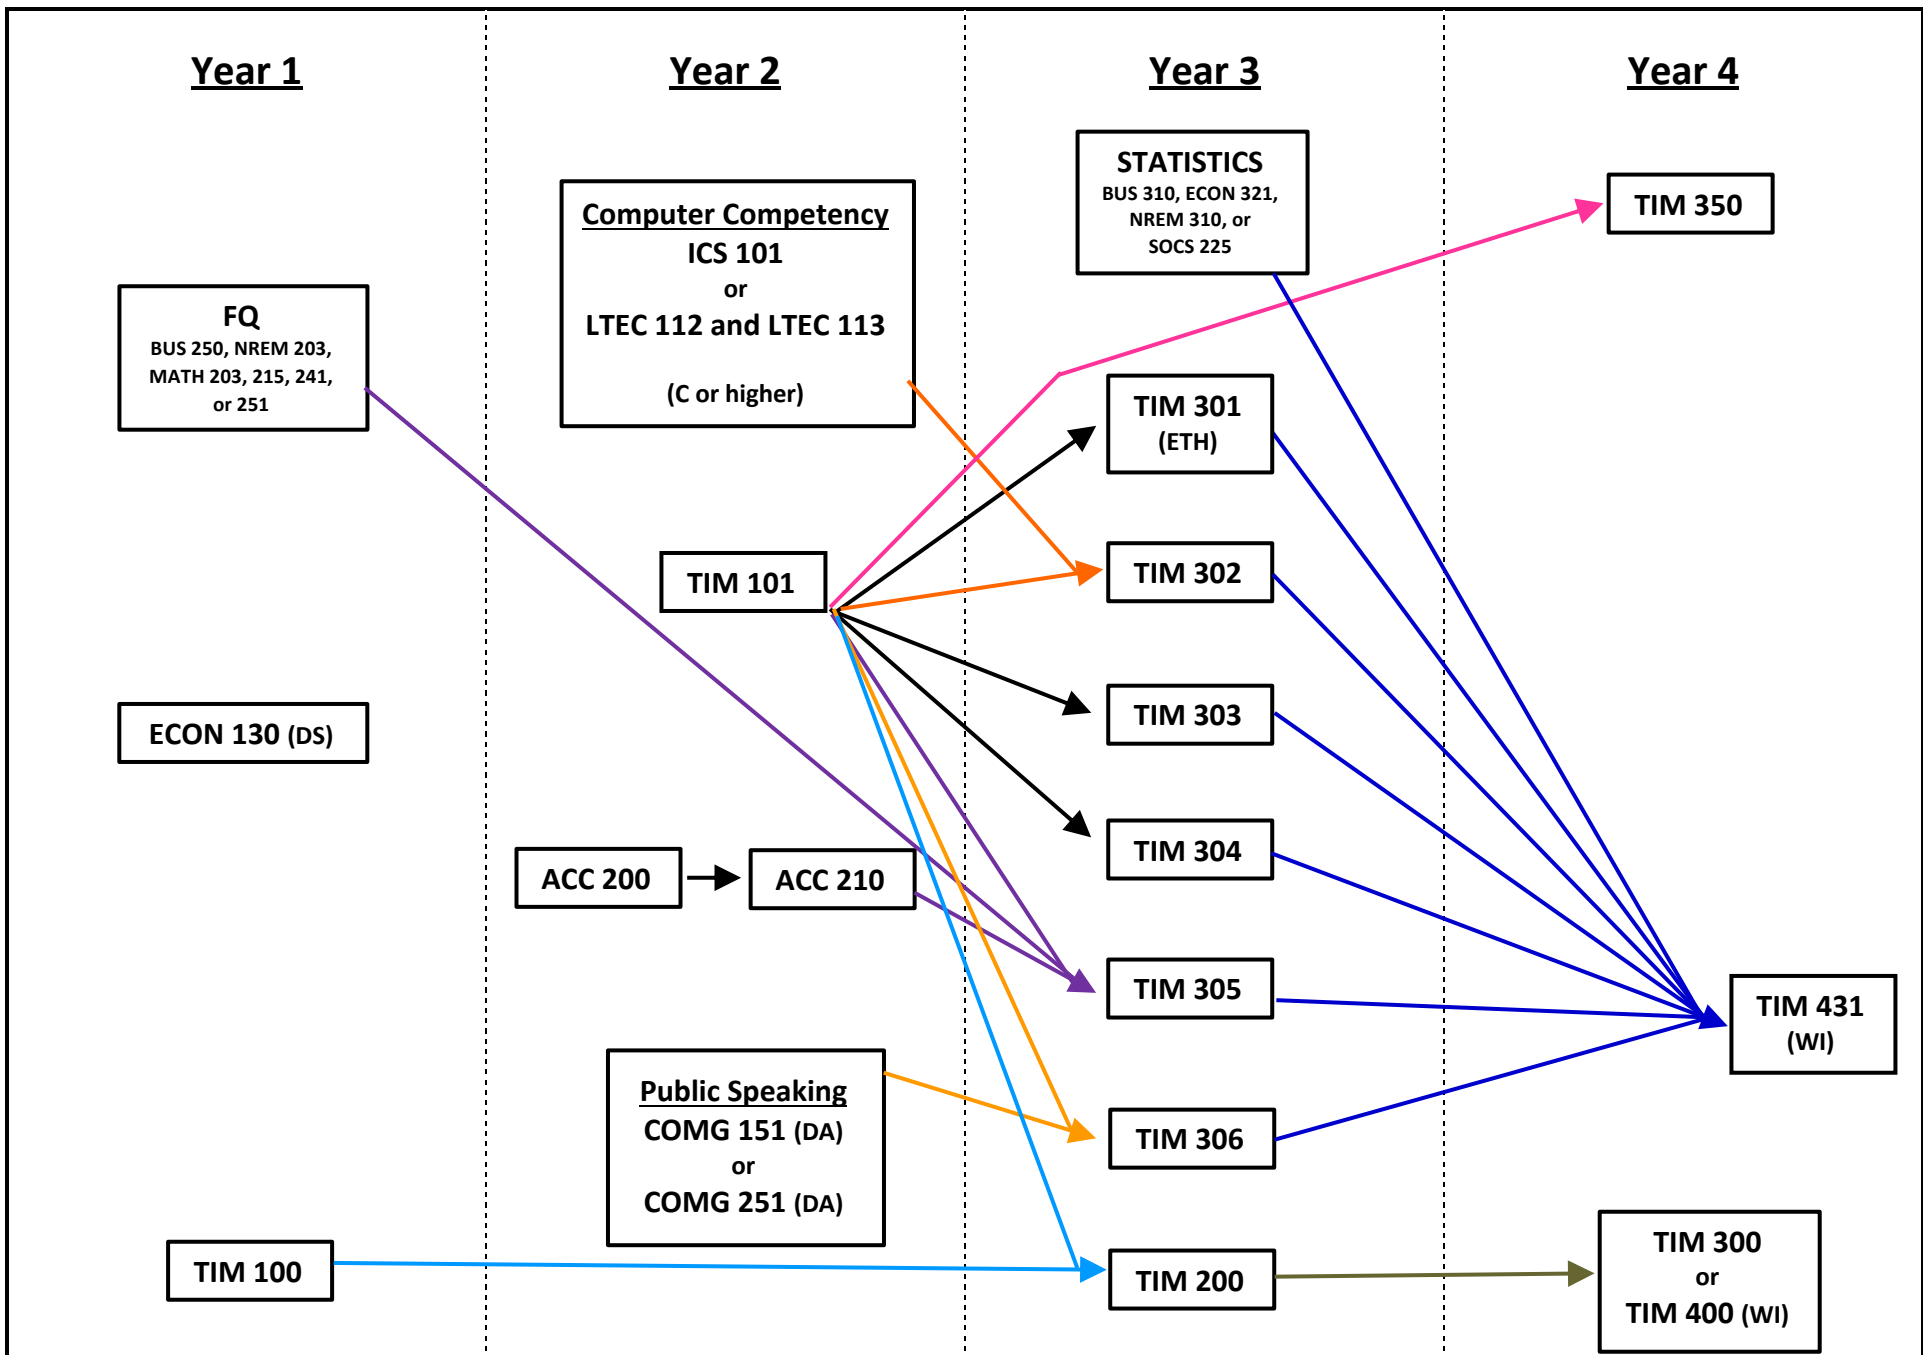 Year 1
Year 2
Year 3
Year 4
FQ
BUS 250, NREM 203,
MATH 203, 215, 241,
or 251
ECON 130 (DS)
TIM 100
Computer Competency
ICS 101
or
LTEC 112 and LTEC 113
(C or higher)
TIM 101
ACC 200
ACC 210
Public Speaking
COMG 151 (DA)
or
COMG 251 (DA)
STATISTICS
BUS 310, ECON 321,
NREM 310, or
SOCS 225
TIM 301
(ETH)
TIM 302
TIM 303
TIM 304
TIM 305
TIM 306
TIM 200
TIM 350
TIM 431
(WI)
TIM 300
or
TIM 400 (WI)